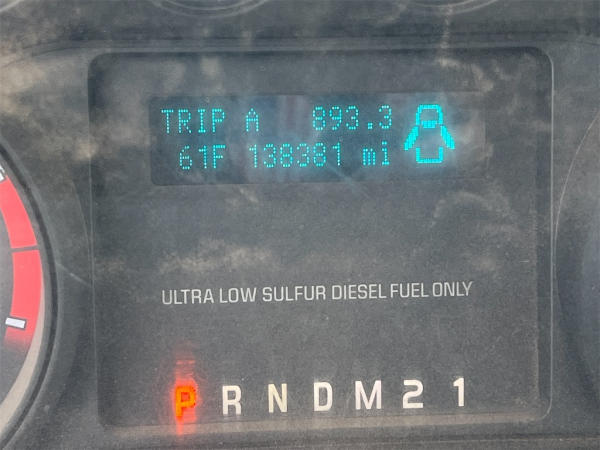 TRIP A 893.3
61F 138381 mi
ULTRA LOW SULFUR DIESEL FUEL ONLY
P R N D M 2 1